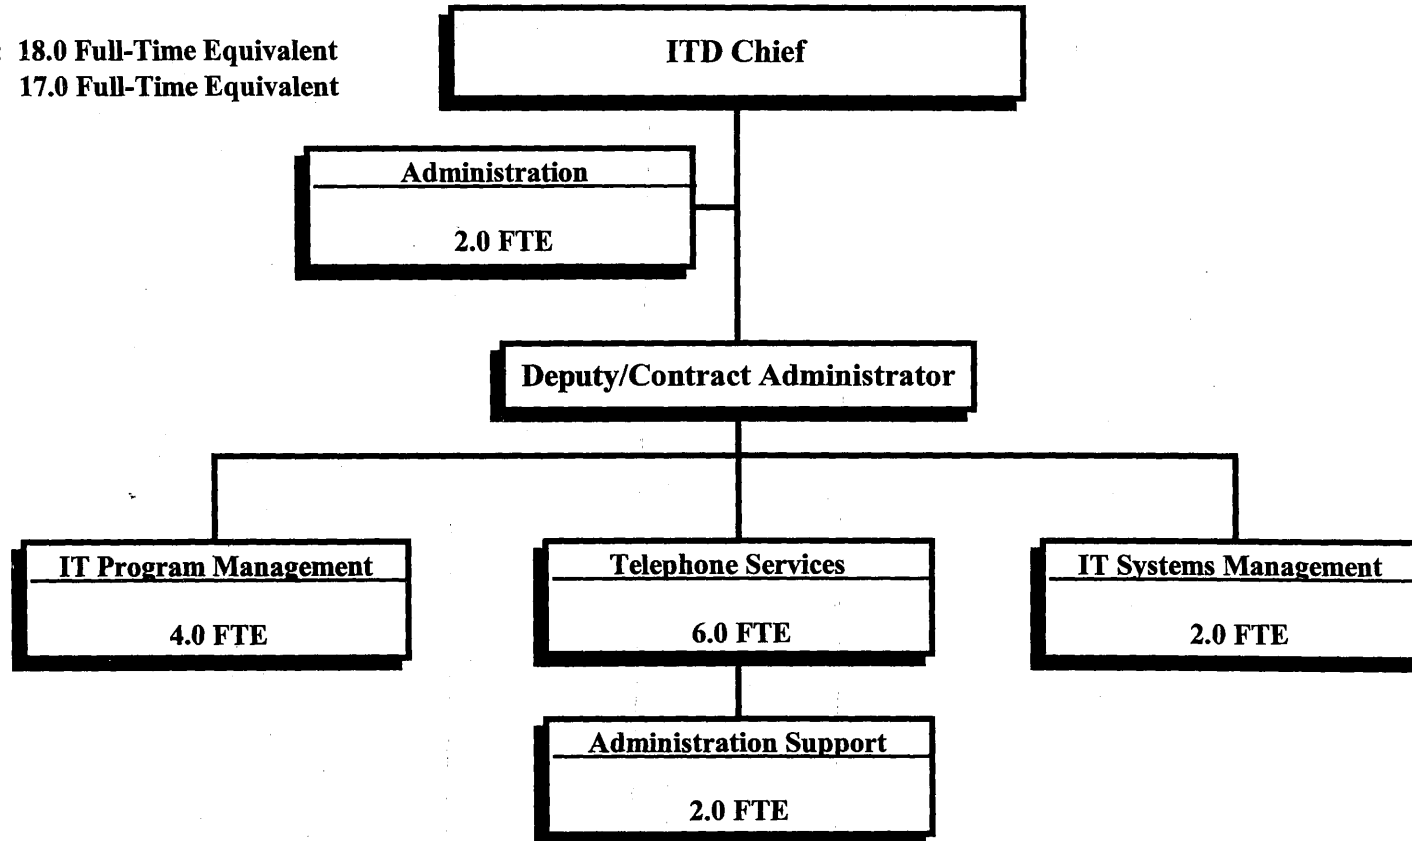 : 18.0 Full-Time Equivalent
17.0 Full-Time Equivalent
ITD Chief
Administration
2.0 FTE
Deputy/Contract Administrator
IT Program Management
4.0 FTE
Telephone Services
6.0 FTE
IT Systems Management
2.0 FTE
Administration Support
2.0 FTE